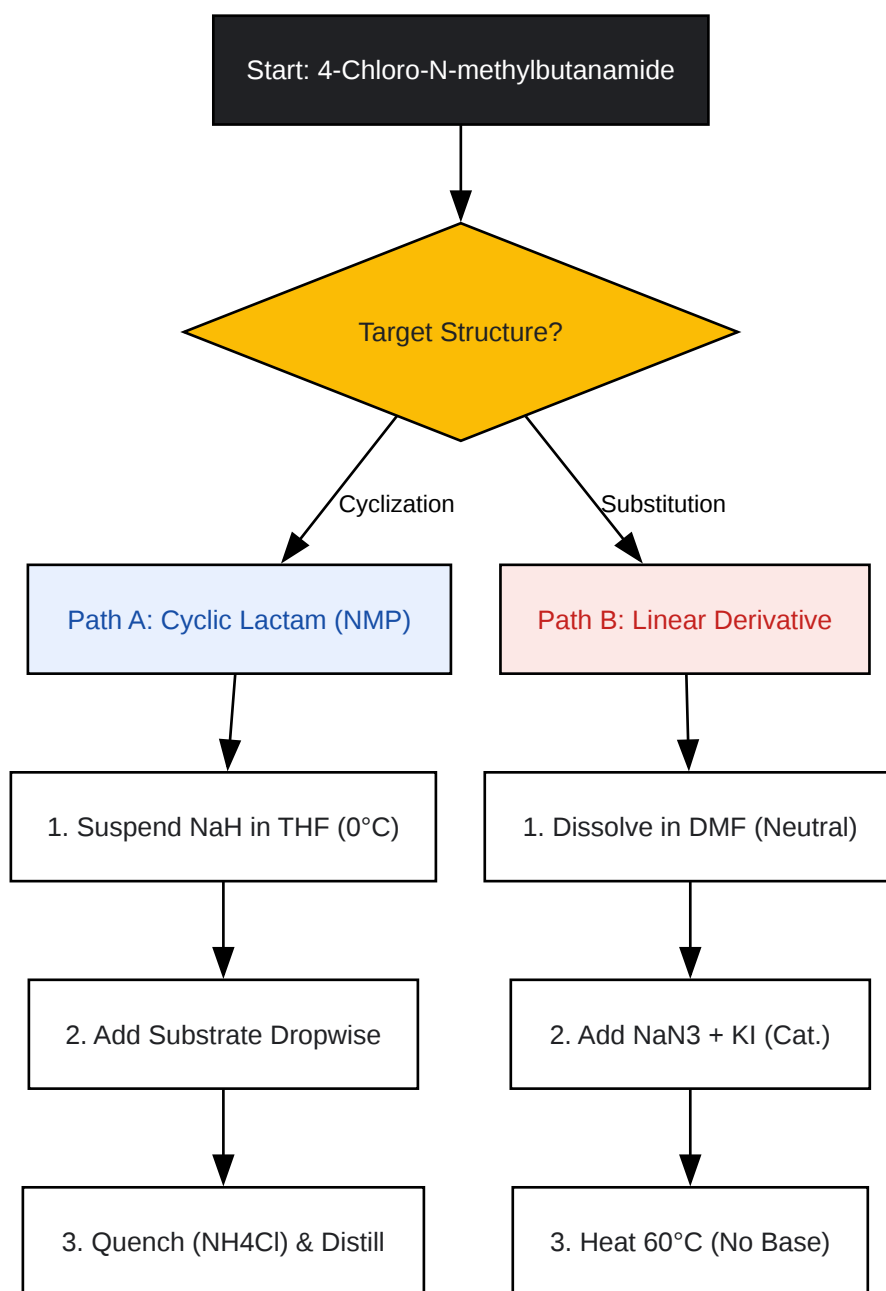 Start: 4-Chloro-N-methylbutanamide
Target Structure?
Cyclization
Substitution
Path A: Cyclic Lactam (NMP)
Path B: Linear Derivative
1. Suspend NaH in THF (0°C)
1. Dissolve in DMF (Neutral)
2. Add Substrate Dropwise
2. Add NaN3 + KI (Cat.)
3. Quench (NH4Cl) & Distill
3. Heat 60°C (No Base)